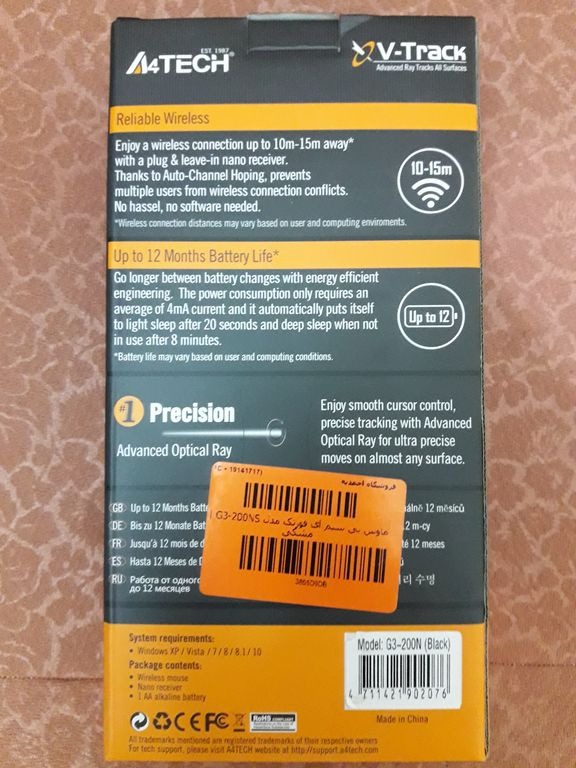 EST. 1987
A4TECH®
V-Track
Advanced Ray Tracks All Surfaces
Reliable Wireless
Enjoy a wireless connection up to 10m-15m away*
with a plug & leave-in nano receiver.
Thanks to Auto-Channel Hoping, prevents
multiple users from wireless connection conflicts.
No hassel, no software needed.
*Wireless connection distances may vary based on user and computing enviroments.
10-15m
Up to 12 Months Battery Life*
Go longer between battery changes with energy efficient
engineering. The power consumption only requires an
average of 4mA current and it automatically puts itself
to light sleep after 20 seconds and deep sleep when not
in use after 8 minutes.
*Battery life may vary based on user and computing conditions.
Up to 12
#1 Precision
Advanced Optical Ray
Enjoy smooth cursor control,
precise tracking with Advanced
Optical Ray for ultra precise
moves on almost any surface.
فروشگاه احمدیه
19141717)
ماوس بی سیم ای فورتک مدل G3-200NS
مشکی
GB Up to 12 Months
12 měsíců
DE Bis zu 12 Monate
FR Jusqu'à 12 mois de
12 meses
ES Hasta 12 Meses de
수명
RU Работа от одного
до 12 месяцев
System requirements:
• Windows XP / Vista / 7 / 8 / 8.1 / 10
Package contents:
• Wireless mouse
• Nano receiver
• 1 AA alkaline battery
Model: G3-200N (Black)
4 711421 902076
Made in China
CE FC
RoHS COMPLIANT
All trademarks mentioned are registered trademarks of their respective owners
For tech support, please visit A4TECH website at http://support.a4tech.com